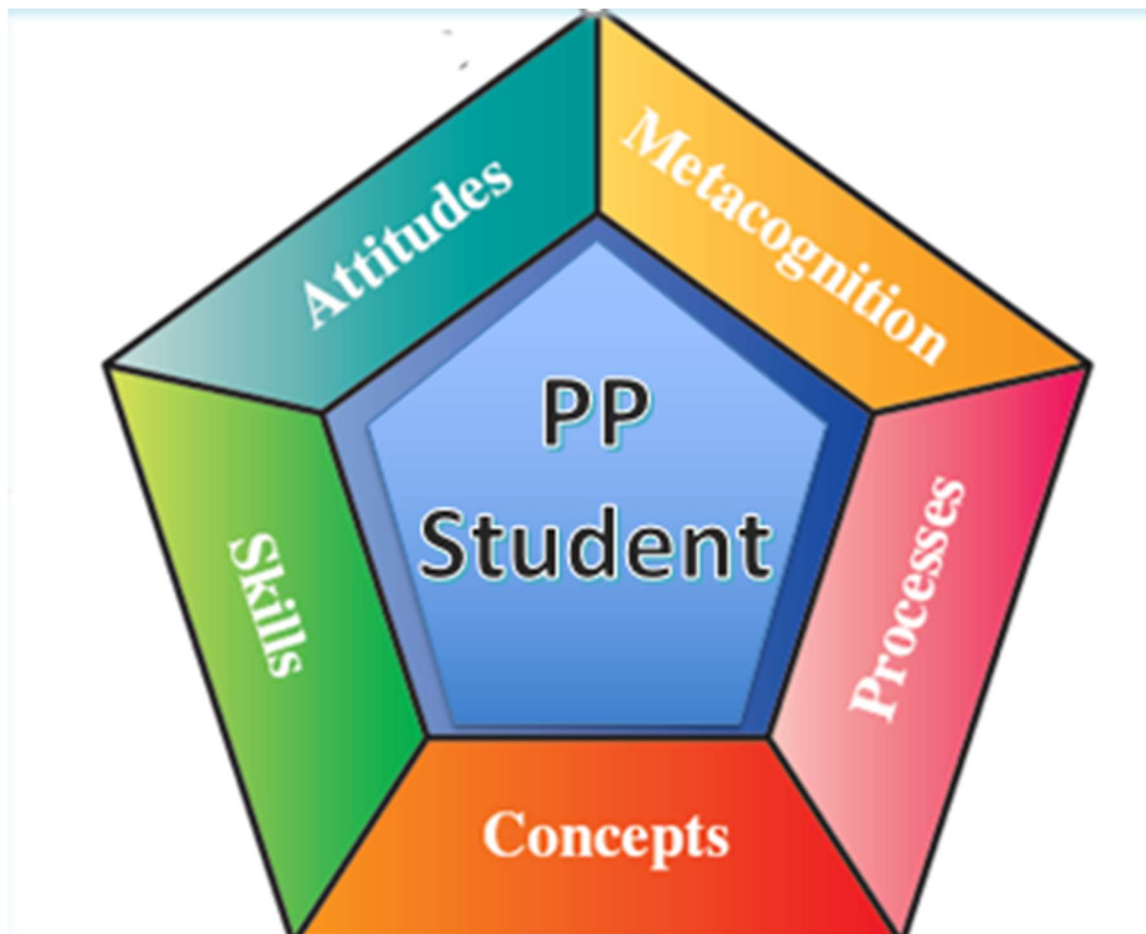 Attitudes
Metacognition
PP
Student
Skills
Processes
Concepts